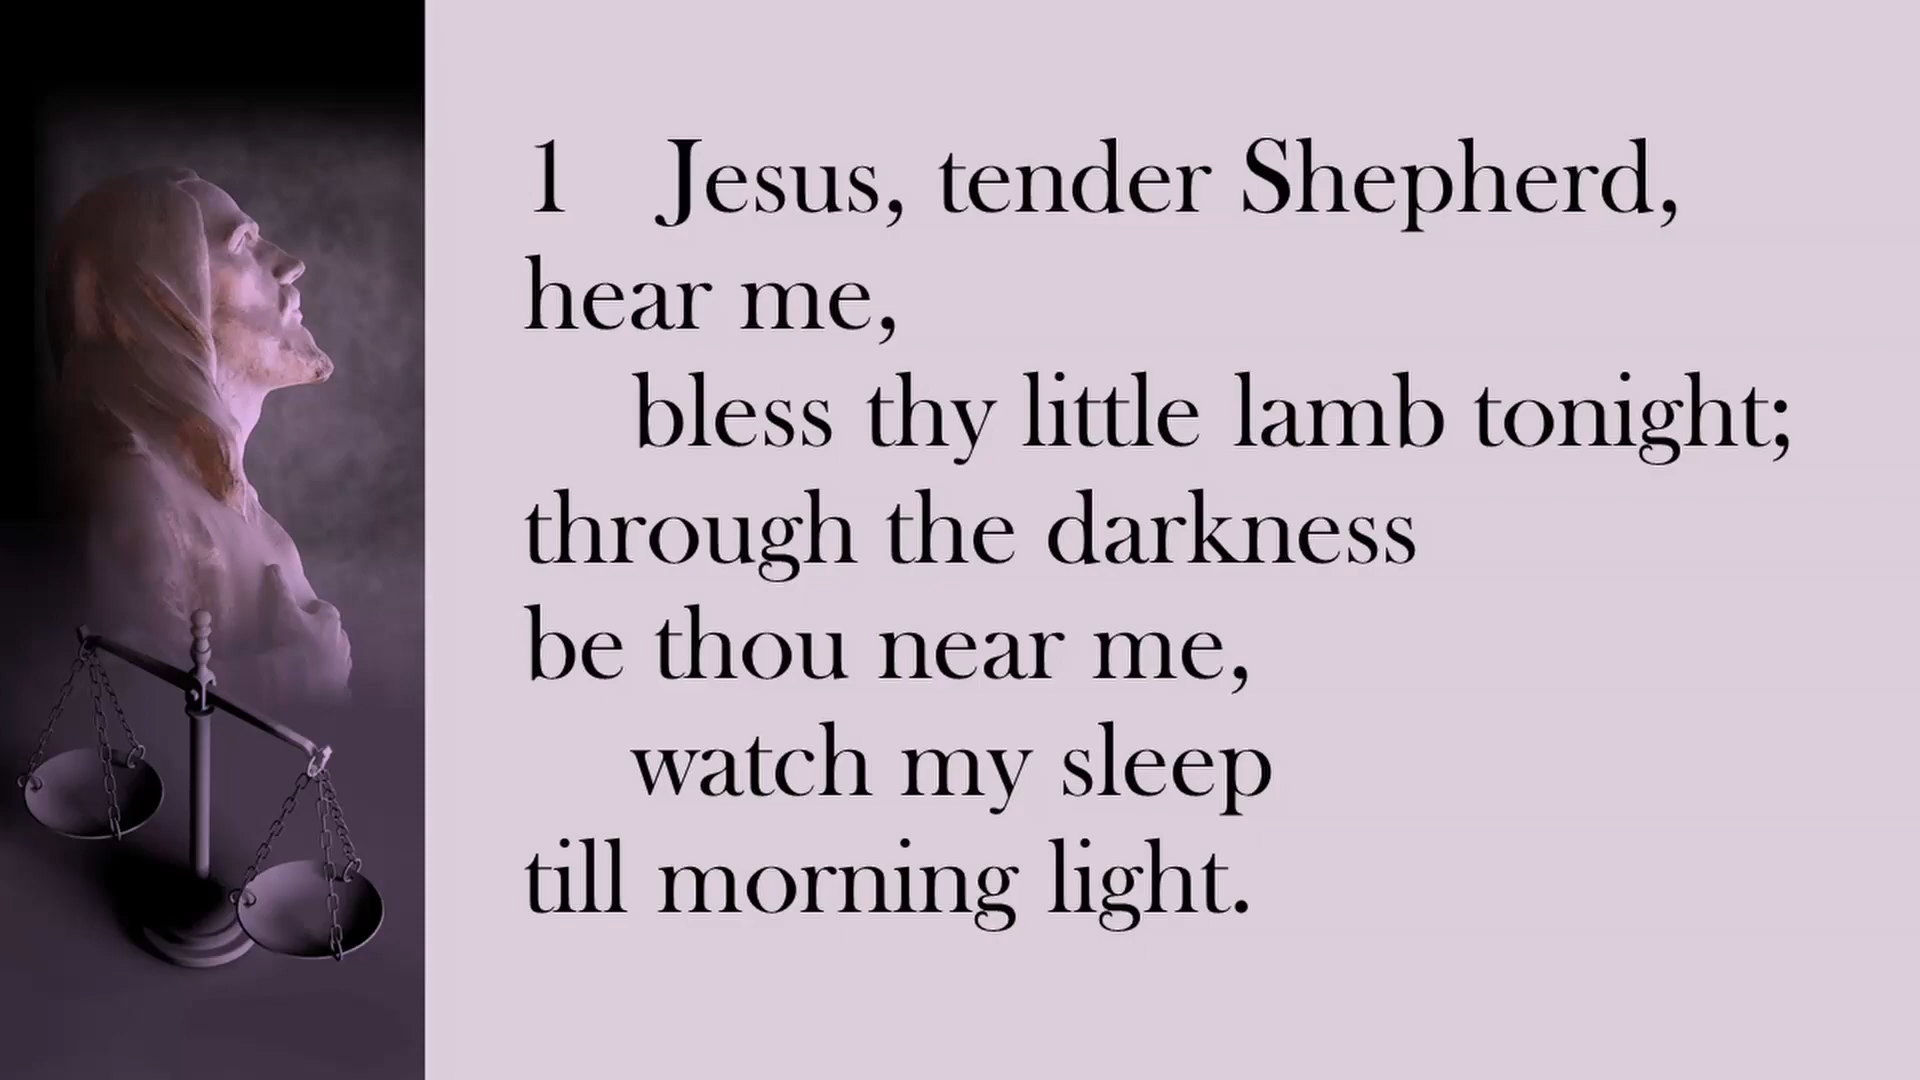 1 Jesus, tender Shepherd,
hear me,
bless thy little lamb tonight;
through the darkness
be thou near me,
watch my sleep
till morning light.